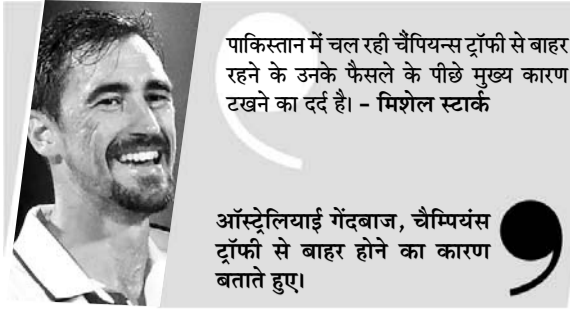 पाकिस्तान में चल रही चैंपियन्स ट्रॉफी से बाहर
रहने के उनके फैसले के पीछे मुख्य कारण
टखने का दर्द है। - मिशेल स्टार्क
ऑस्ट्रेलियाई गेंदबाज, चैम्पियंस
ट्रॉफी से बाहर होने का कारण
बताते हुए।